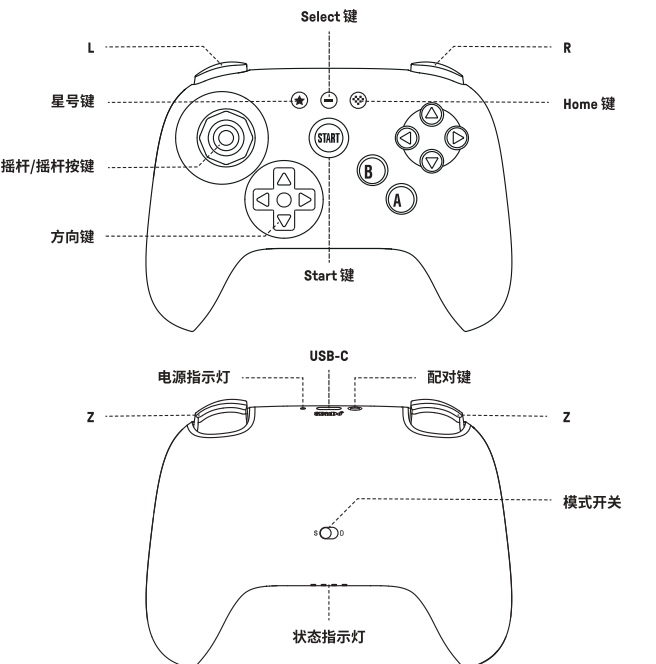 Select 键
L
R
星号键
Home 键
START
摇杆/摇杆按键
B
A
方向键
Start 键
USB-C
电源指示灯
配对键
Z
Z
模式开关
S
D
状态指示灯